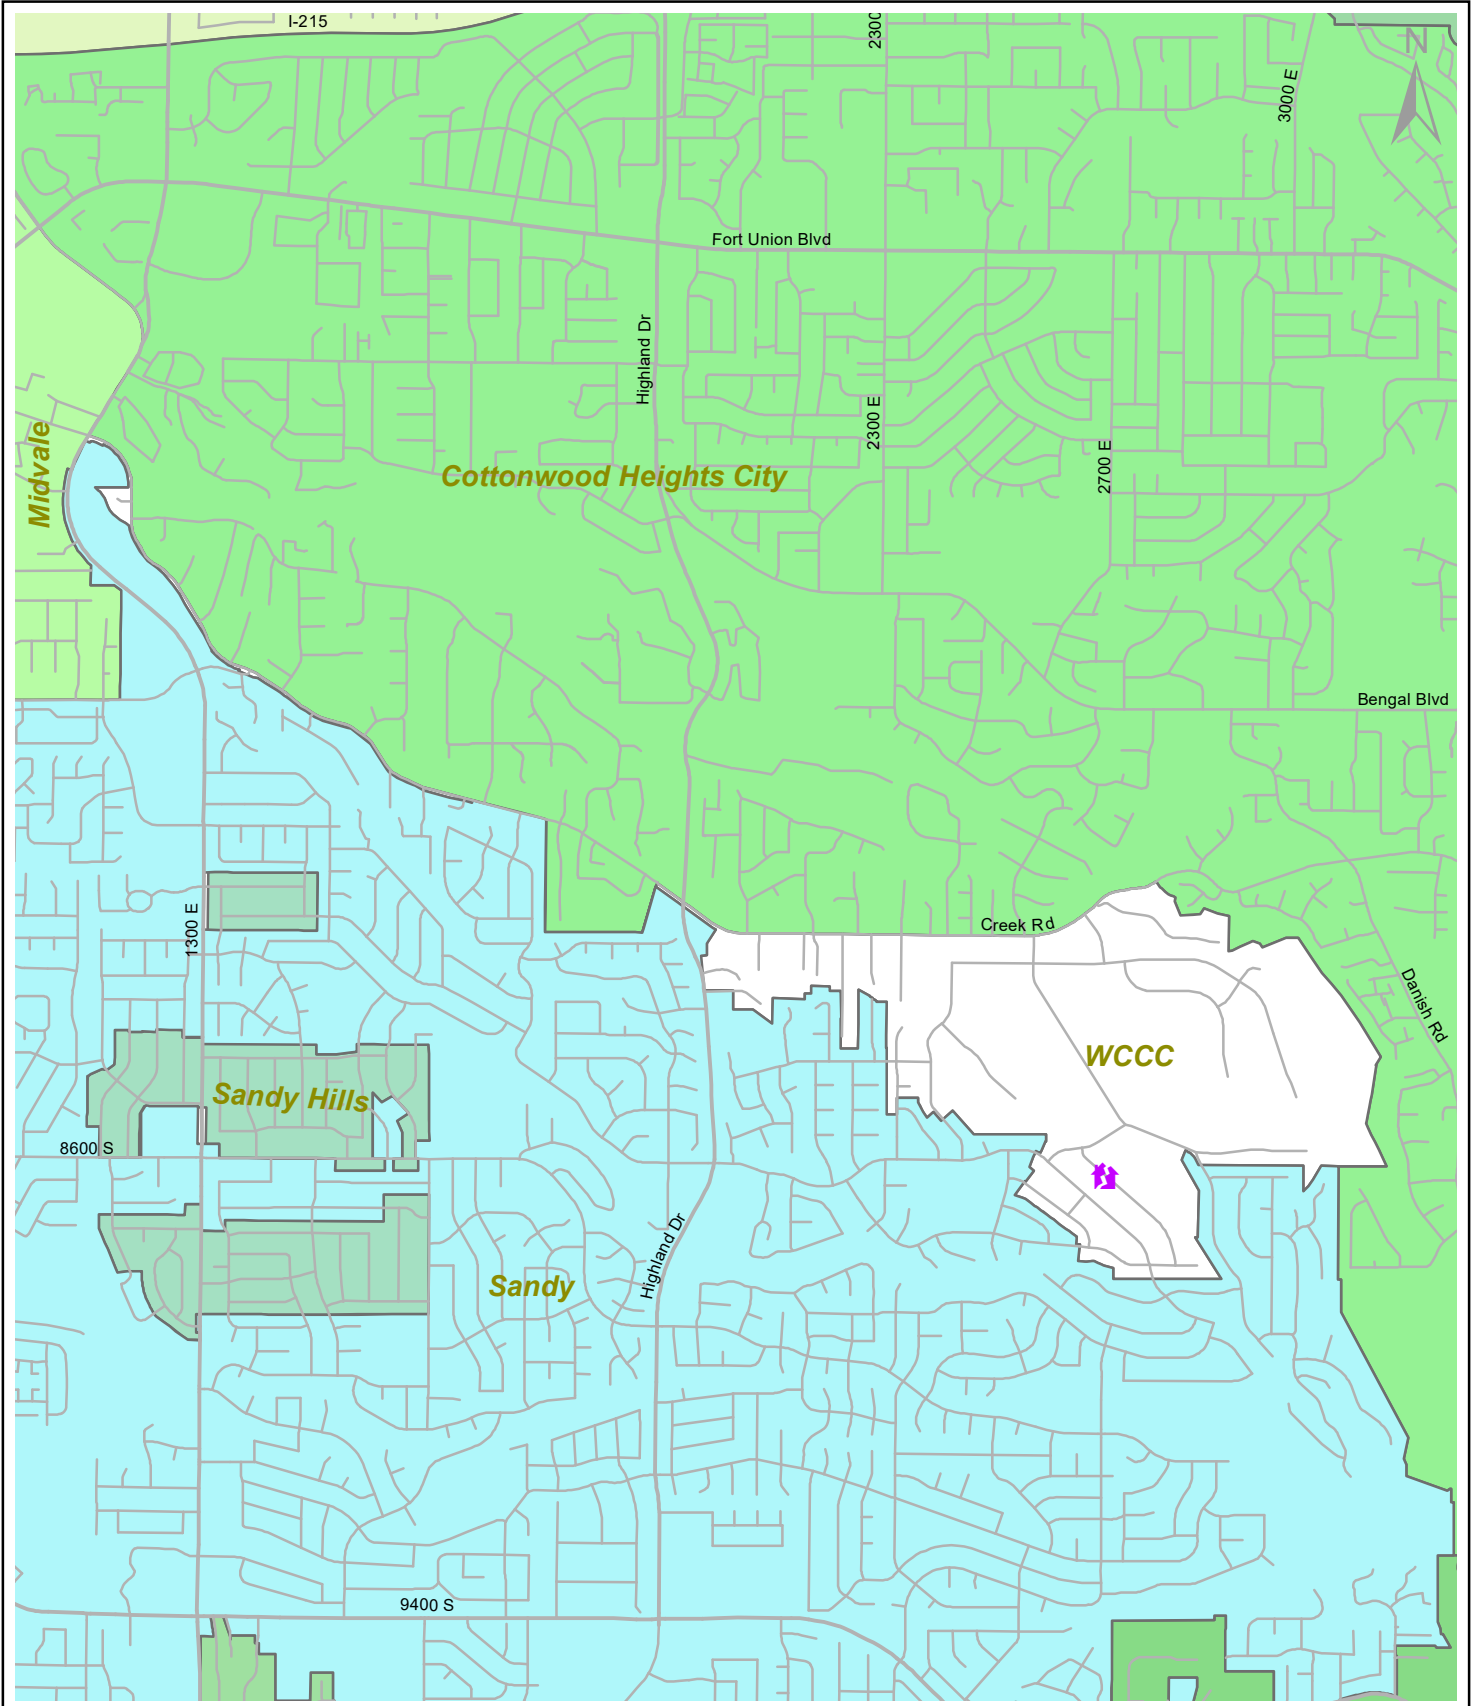 I-215
2300
3000 E
N
Fort Union Blvd
Highland Dr
2300 E
2700 E
Midvale
Cottonwood Heights City
Bengal Blvd
1300 E
Creek Rd
Danish Rd
WCCC
Sandy Hills
8600 S
Highland Dr
Sandy
9400 S